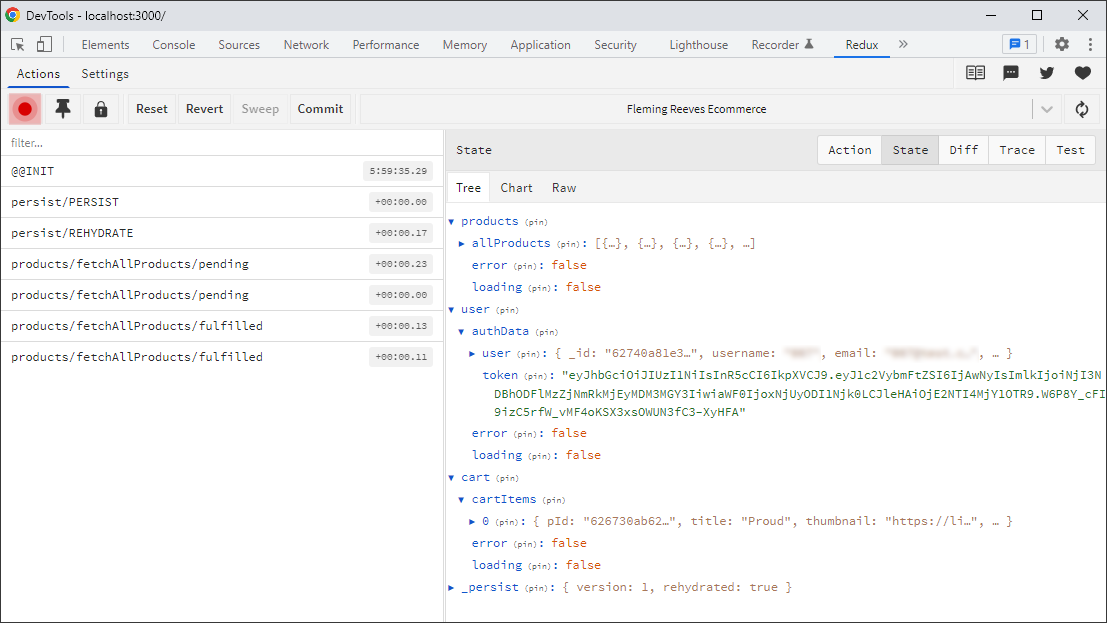 DevTools - localhost:3000/
Elements Console Sources Network Performance Memory Application Security Lighthouse Recorder Redux » 1
Actions Settings
Reset Revert Sweep Commit Fleming Reeves Ecommerce
filter...
@@INIT 5:59:35.29
persist/PERSIST +00:00.00
persist/REHYDRATE +00:00.17
products/fetchAllProducts/pending +00:00.23
products/fetchAllProducts/pending +00:00.00
products/fetchAllProducts/fulfilled +00:00.13
products/fetchAllProducts/fulfilled +00:00.11
State Action State Diff Trace Test
Tree Chart Raw
products (pin)
allProducts (pin): [{…}, {…}, {…}, {…}, …]
error (pin): false
loading (pin): false
user (pin)
authData (pin)
user (pin): { _id: "62740a81e3…", username: , email: , … }
token (pin): "eyJhbGciOiJIUzI1NiIsInR5cCI6IkpXVCJ9.eyJ1c2VybmFtZSI6IjAwNyIsImlkIjoiNjI3N
DBhODFlMzZjNmRkMjEyMDM3MGY3IiwiaWF0IjoxNjUyODI1Njk0LCJleHAiOjE2NTI4MjY1OTR9.W6P8Y_cFI
9izC5rfW_vMF4oKSX3xsOWUN3fC3-XyHFA"
error (pin): false
loading (pin): false
cart (pin)
cartItems (pin)
0 (pin): { pId: "626730ab62…", title: "Proud", thumbnail: "https://li…", … }
error (pin): false
loading (pin): false
_persist (pin): { version: 1, rehydrated: true }